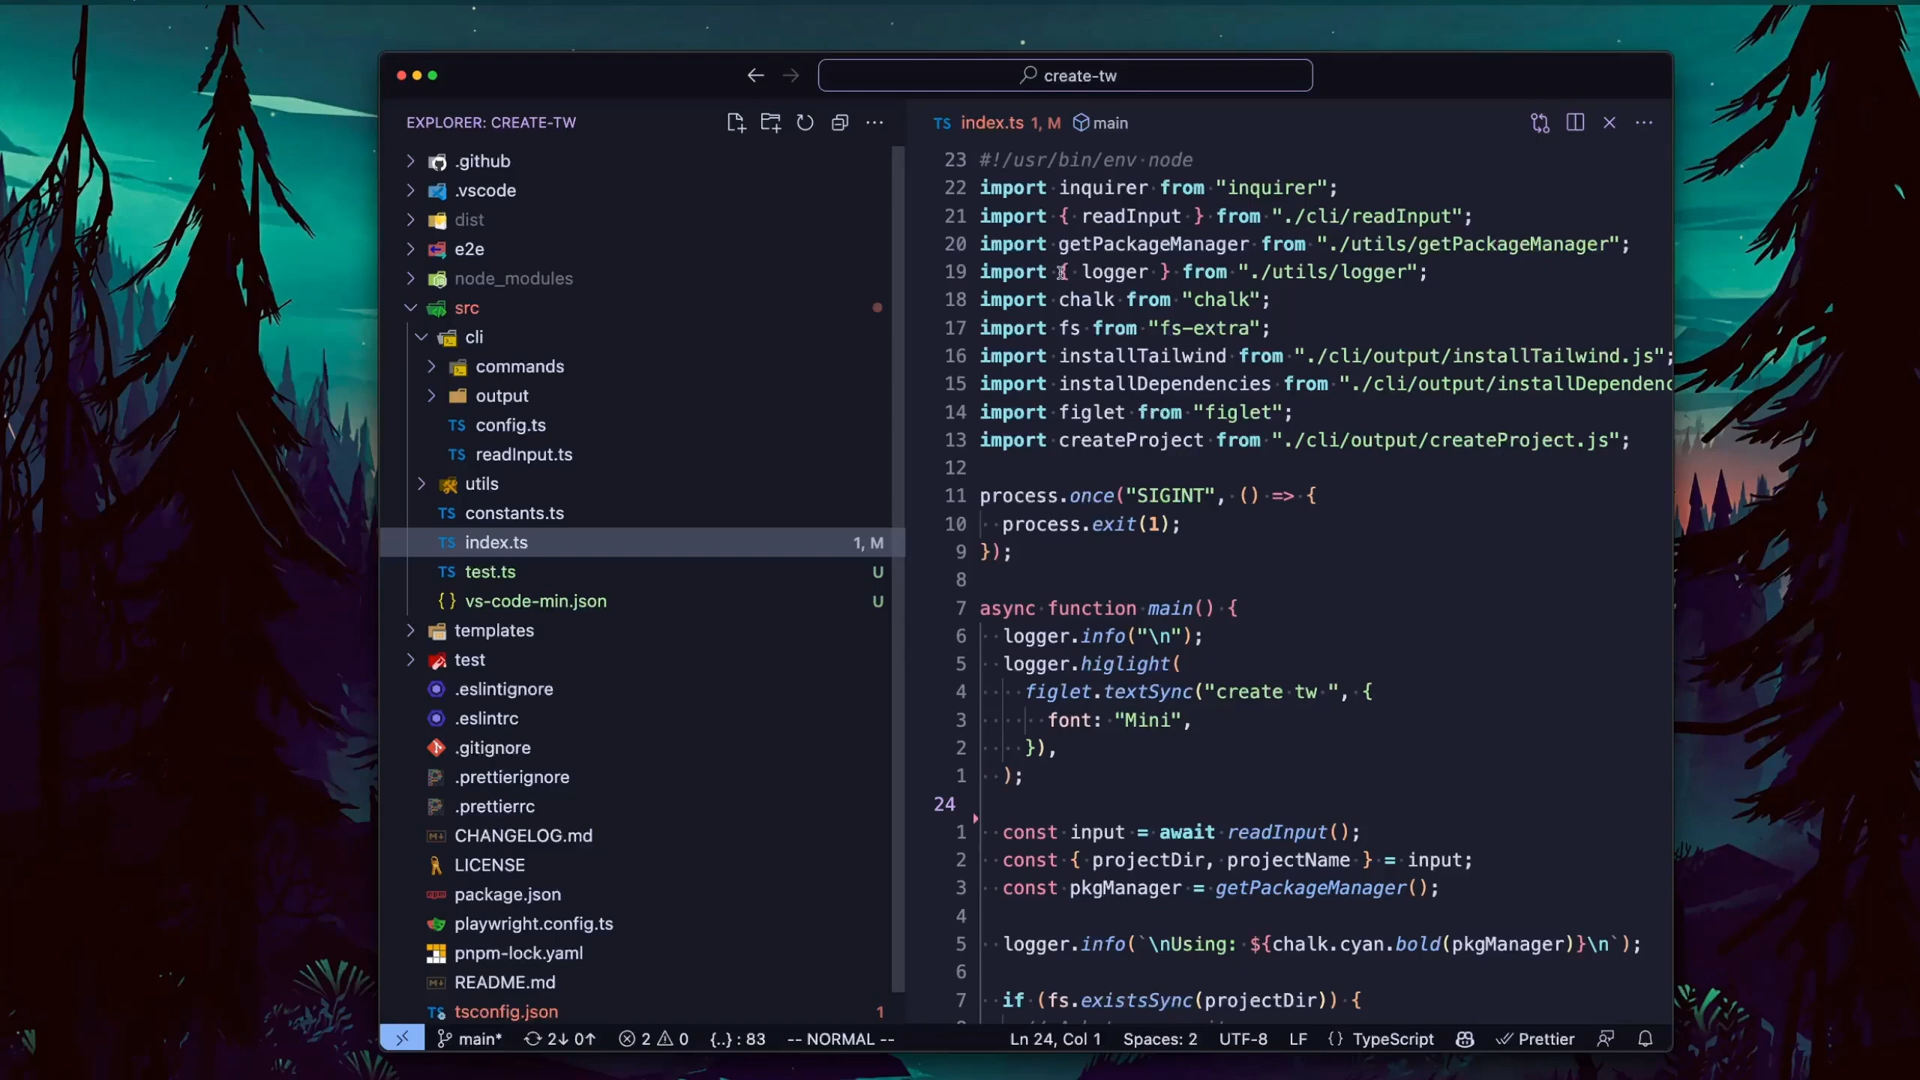 create-tw
EXPLORER: CREATE-TW
.github
.vscode
dist
e2e
node_modules
src
cli
commands
output
TS config.ts
TS readInput.ts
utils
TS constants.ts
TS index.ts 1, M
TS test.ts U
{} vs-code-min.json U
templates
test
.eslintignore
.eslintrc
.gitignore
.prettierignore
.prettierrc
CHANGELOG.md
LICENSE
package.json
playwright.config.ts
pnpm-lock.yaml
README.md
TS tsconfig.json 1
TS index.ts 1, M main
23 #!/usr/bin/env node
22 import inquirer from "inquirer";
21 import { readInput } from "./cli/readInput";
20 import getPackageManager from "./utils/getPackageManager";
19 import { logger } from "./utils/logger";
18 import chalk from "chalk";
17 import fs from "fs-extra";
16 import installTailwind from "./cli/output/installTailwind.js";
15 import installDependencies from "./cli/output/installDependenc
14 import figlet from "figlet";
13 import createProject from "./cli/output/createProject.js";
12
11 process.once("SIGINT", () => {
10 process.exit(1);
9 });
8
7 async function main() {
6 logger.info("\n");
5 logger.higlight(
4 figlet.textSync("create tw ", {
3 font: "Mini",
2 }),
1 );
24
1 const input = await readInput();
2 const { projectDir, projectName } = input;
3 const pkgManager = getPackageManager();
4
5 logger.info(`\nUsing: ${chalk.cyan.bold(pkgManager)}\n`);
6
7 if (fs.existsSync(projectDir)) {
main* 2↓ 0↑ 2 0 {..} : 83 -- NORMAL -- Ln 24, Col 1 Spaces: 2 UTF-8 LF {} TypeScript Prettier